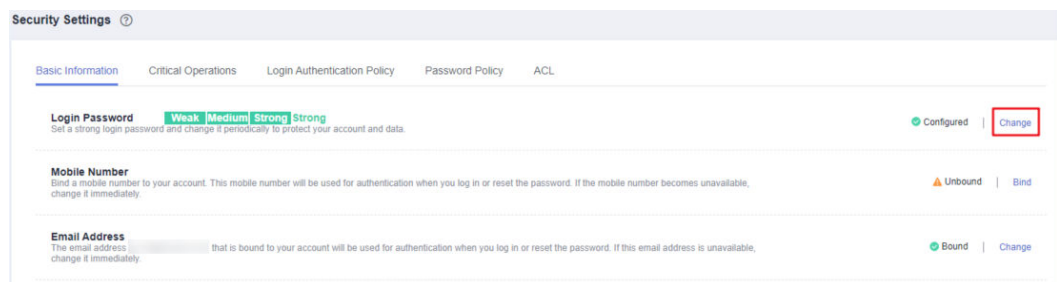 Security Settings ?
Basic Information Critical Operations Login Authentication Policy Password Policy ACL
Login Password Weak Medium Strong Strong
Set a strong login password and change it periodically to protect your account and data.
Configured | Change
Mobile Number
Bind a mobile number to your account. This mobile number will be used for authentication when you log in or reset the password. If the mobile number becomes unavailable,
change it immediately.
Unbound | Bind
Email Address
The email address that is bound to your account will be used for authentication when you log in or reset the password. If this email address is unavailable,
change it immediately.
Bound | Change